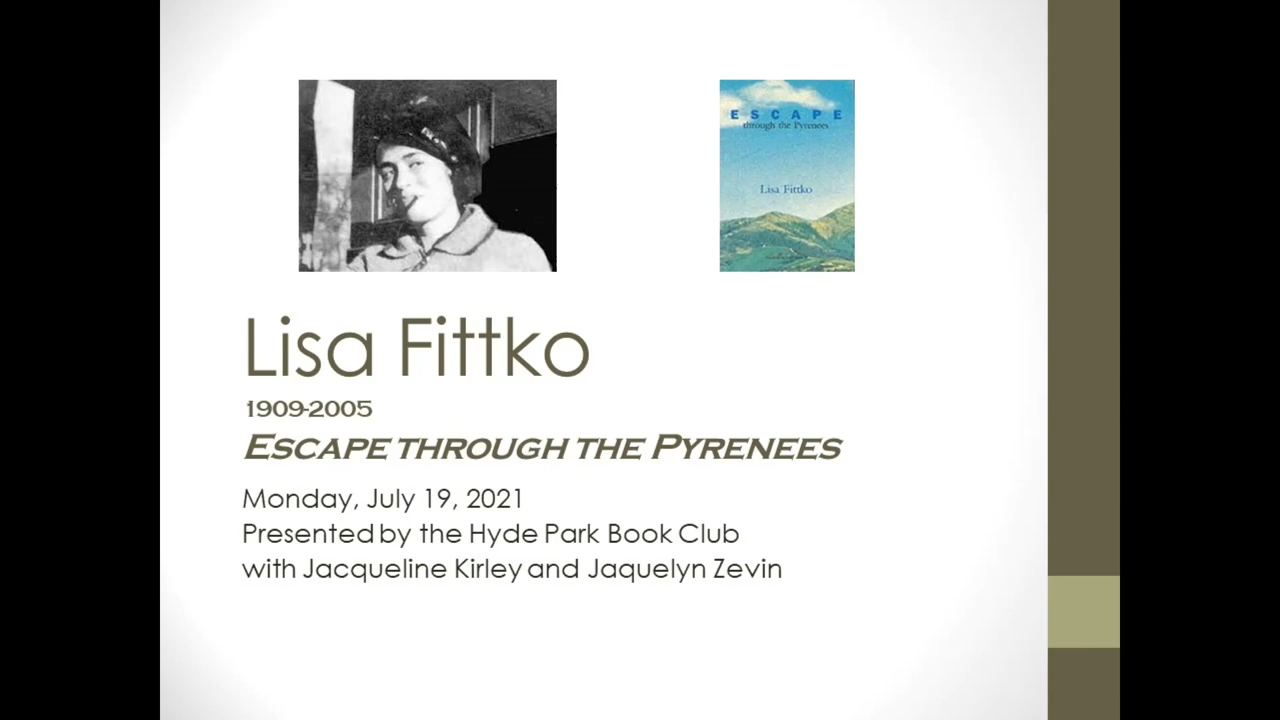 ESCAPE
through the Pyrenees
Lisa Fittko
Lisa Fittko
1909-2005
ESCAPE THROUGH THE PYRENEES
Monday, July 19, 2021
Presented by the Hyde Park Book Club
with Jacqueline Kirley and Jaquelyn Zevin